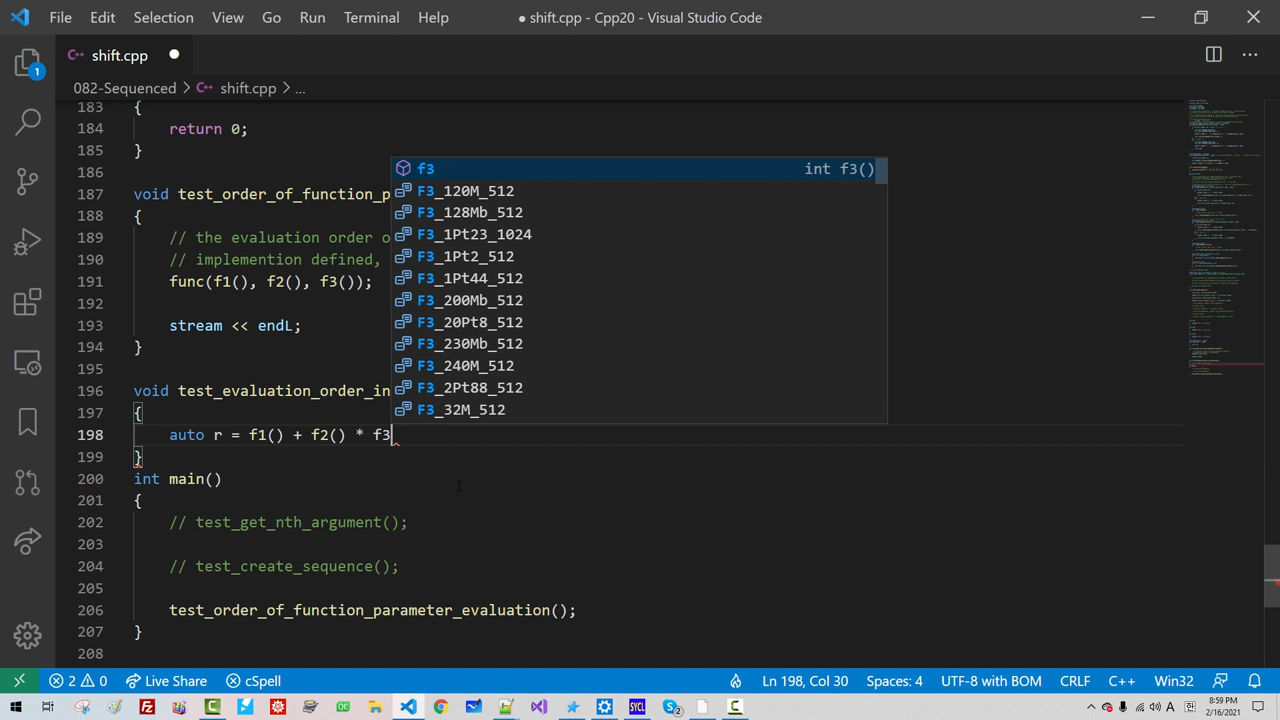 File Edit Selection View Go Run Terminal Help
● shift.cpp - Cpp20 - Visual Studio Code
C++ shift.cpp
1
082-Sequenced > C++ shift.cpp > ...
183 {
184 return 0;
185 }
f3 int f3()
F3_120M_512
F3_128Mb_512
F3_1Pt23_1024
F3_1Pt2_512
F3_1Pt44_512
F3_200Mb_512
F3_20Pt8_512
F3_230Mb_512
F3_240M_512
F3_2Pt88_512
F3_32M_512
187 void test_order_of_function_p
188 {
189 // the evaluation order o
190 // implemention defined,
191 func(f1(), f2(), f3());
192
193 stream << endL;
194 }
195
196 void test_evaluation_order_in
197 {
198 auto r = f1() + f2() * f3
199 }
200 int main()
201 {
202 // test_get_nth_argument();
203
204 // test_create_sequence();
205
206 test_order_of_function_parameter_evaluation();
207 }
208
2 0 Live Share cSpell Ln 198, Col 30 Spaces: 4 UTF-8 with BOM CRLF C++ Win32
SYCL 2 A 8:59 PM
2/16/2021